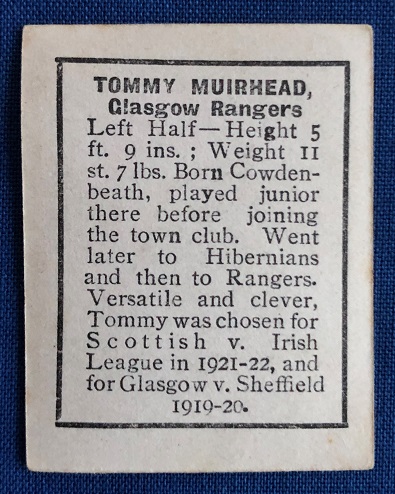 TOMMY MUIRHEAD,
Glasgow Rangers
Left Half—Height 5
ft. 9 ins. ; Weight 11
st. 7 lbs. Born Cowden-
beath, played junior
there before joining
the town club. Went
later to Hibernians
and then to Rangers.
Versatile and clever,
Tommy was chosen for
Scottish v. Irish
League in 1921-22, and
for Glasgow v. Sheffield
1919-20.